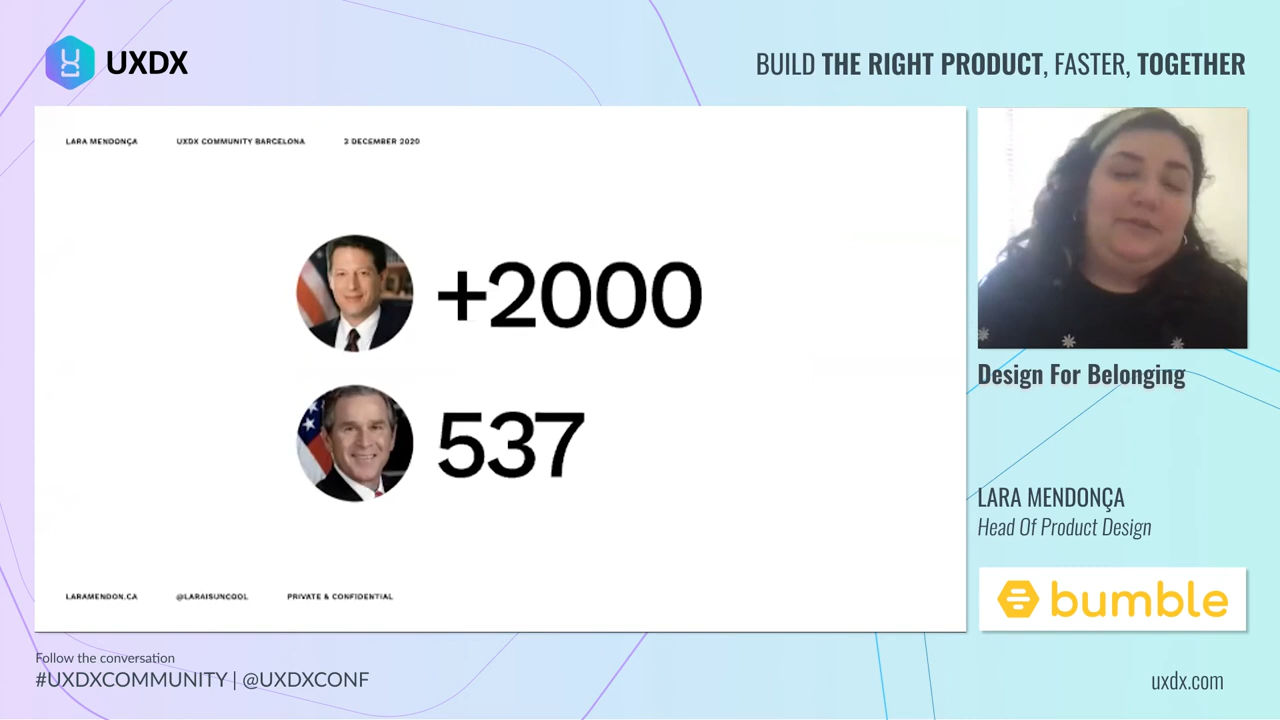 UXDX
BUILD THE RIGHT PRODUCT, FASTER, TOGETHER
LARA MENDONÇA UXDX COMMUNITY BARCELONA 3 DECEMBER 2020
+2000
537
LARAMENDON.CA @LARAISUNCOOL PRIVATE & CONFIDENTIAL
Design For Belonging
LARA MENDONÇA
Head Of Product Design
bumble
Follow the conversation
#UXDXCOMMUNITY | @UXDXCONF
uxdx.com